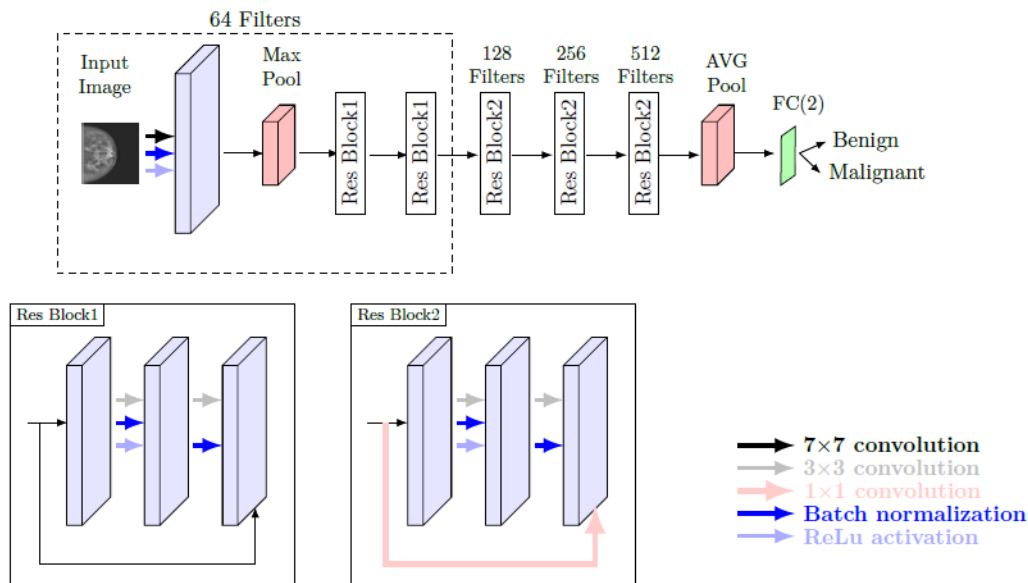 64 Filters
Input
Image
Max
Pool
Res Block1
Res Block1
128
Filters
Res Block2
256
Filters
Res Block2
512
Filters
Res Block2
AVG
Pool
FC(2)
Benign
Malignant
Res Block1
Res Block2
7×7 convolution
3×3 convolution
1×1 convolution
Batch normalization
ReLu activation